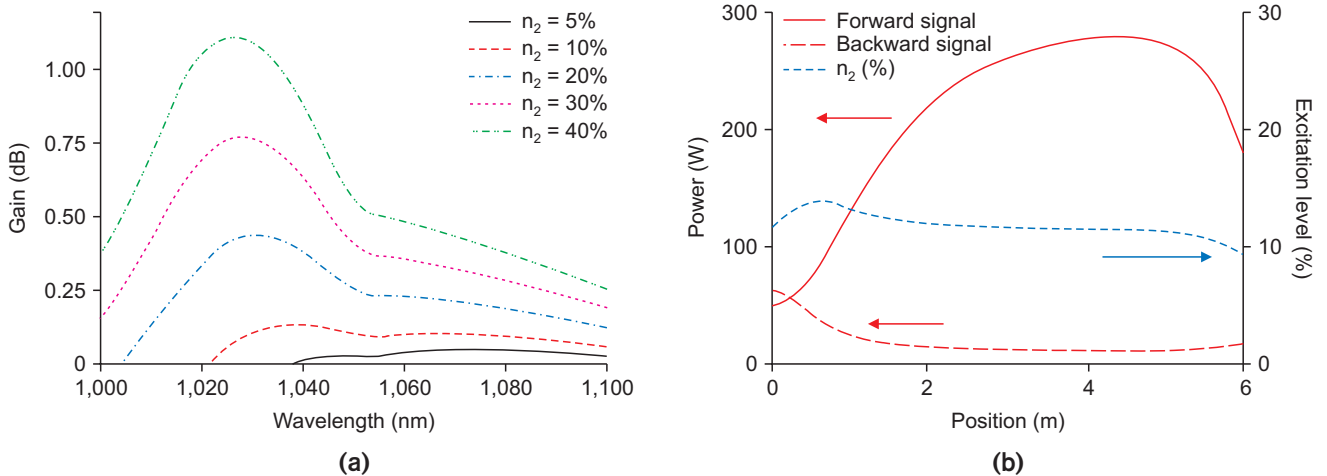 n2 = 5%
n2 = 10%
n2 = 20%
n2 = 30%
n2 = 40%
1.00
0.75
0.50
0.25
0
Gain (dB)
1,000
1,020
1,040
1,060
1,080
1,100
Wavelength (nm)
(a)
Forward signal
Backward signal
n2 (%)
300
200
100
0
Power (W)
30
20
10
0
Excitation level (%)
0
2
4
6
Position (m)
(b)